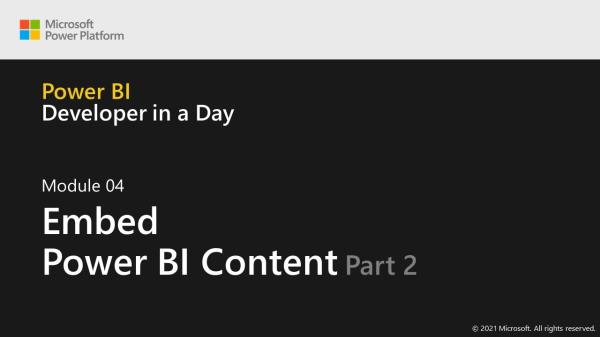 Microsoft
Power Platform
Power BI
Developer in a Day
Module 04
Embed
Power BI Content Part 2
© 2021 Microsoft. All rights reserved.